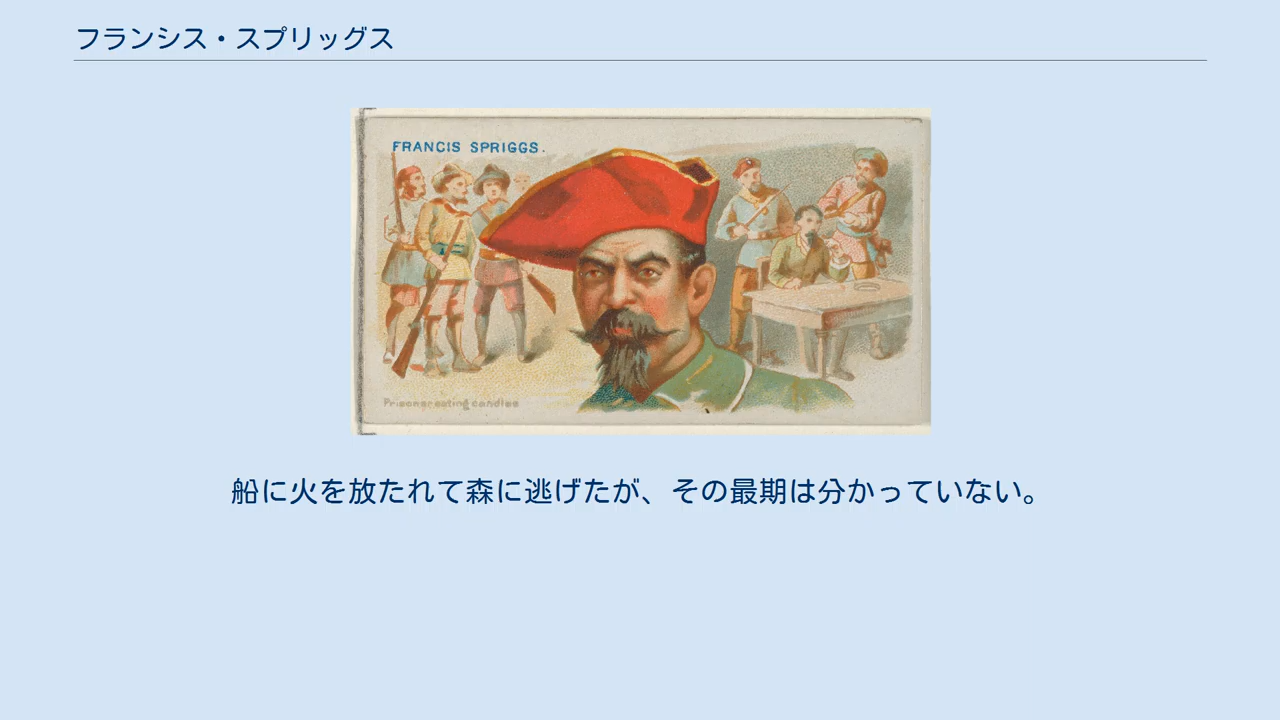 フランシス・スプリッグス
FRANCIS SPRIGGS.
Prisoner eating candles
船に火を放たれて森に逃げたが、その最期は分かっていない。